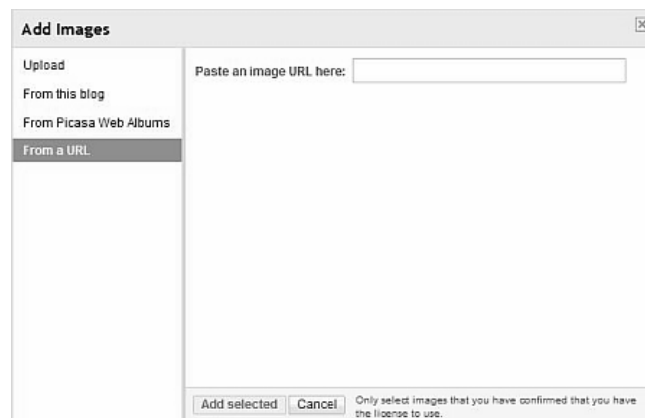 Add Images
Upload
From this blog
From Picasa Web Albums
From a URL
Paste an image URL here:
Add selected
Cancel
Only select images that you have confirmed that you have
the license to use.